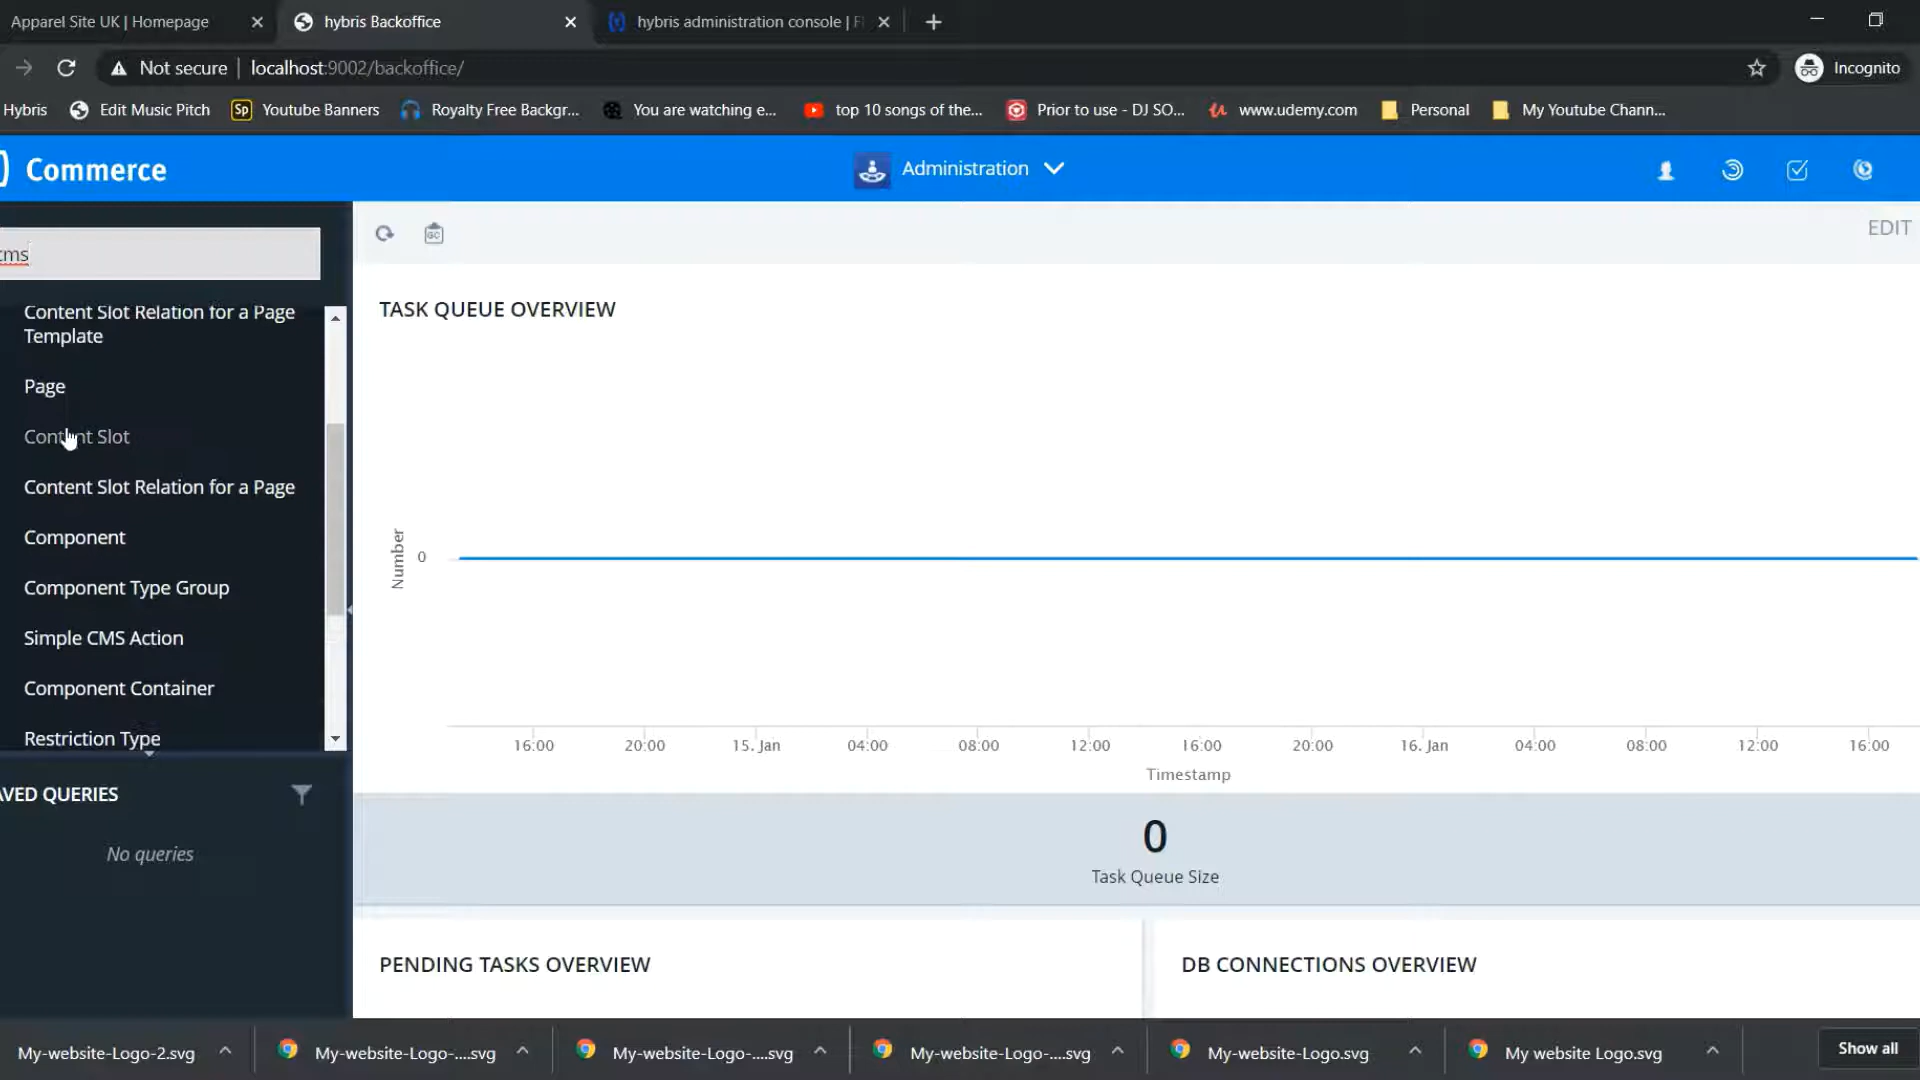 Apparel Site UK | Homepage
hybris Backoffice
hybris administration console |
Not secure
localhost:9002/backoffice/
Incognito
Hybris
Edit Music Pitch
Sp
Youtube Banners
Royalty Free Backgr...
You are watching e...
top 10 songs of the...
Prior to use - DJ SO...
www.udemy.com
Personal
My Youtube Chann...
Commerce
Administration
cms
GC
EDIT
Content Slot Relation for a Page
Template
Page
Content Slot
Content Slot Relation for a Page
Component
Component Type Group
Simple CMS Action
Component Container
Restriction Type
AVED QUERIES
No queries
TASK QUEUE OVERVIEW
Number
0
16:00
20:00
15. Jan
04:00
08:00
12:00
16:00
20:00
16. Jan
04:00
08:00
12:00
16:00
Timestamp
0
Task Queue Size
PENDING TASKS OVERVIEW
DB CONNECTIONS OVERVIEW
My-website-Logo-2.svg
My-website-Logo-....svg
My-website-Logo-....svg
My-website-Logo-....svg
My-website-Logo.svg
My website Logo.svg
Show all